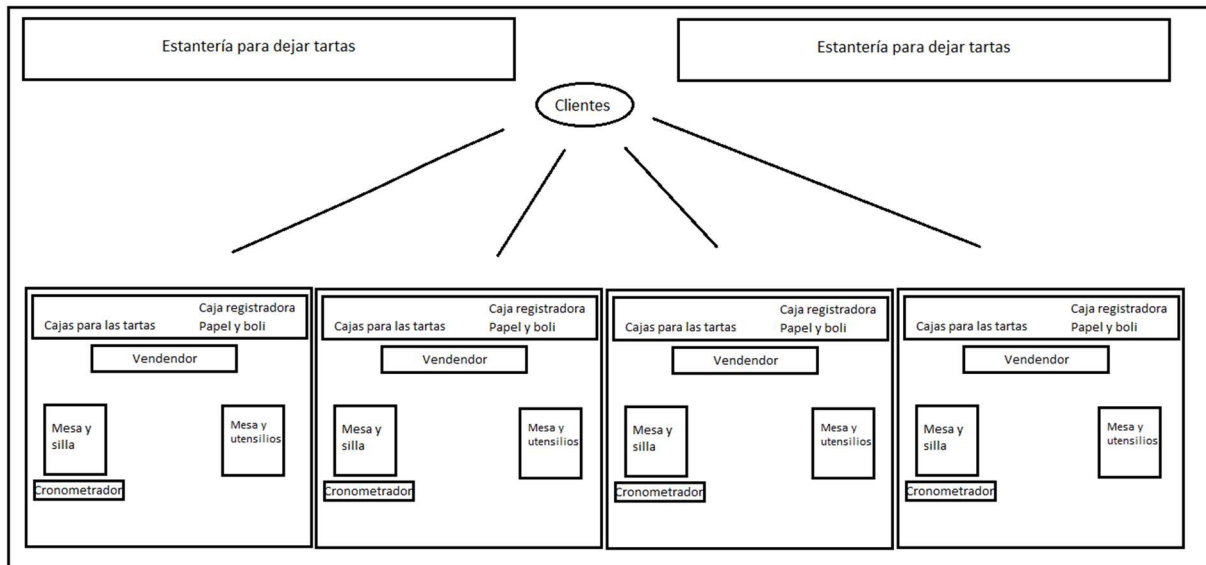 Estantería para dejar tartas
Estantería para dejar tartas
Clientes
Caja registradora
Cajas para las tartas
Papel y boli
Vendendor
Mesa y
silla
Mesa y
utensilios
Cronometrador
Caja registradora
Cajas para las tartas
Papel y boli
Vendendor
Mesa y
silla
Mesa y
utensilios
Cronometrador
Caja registradora
Cajas para las tartas
Papel y boli
Vendendor
Mesa y
silla
Mesa y
utensilios
Cronometrador
Caja registradora
Cajas para las tartas
Papel y boli
Vendendor
Mesa y
silla
Mesa y
utensilios
Cronometrador